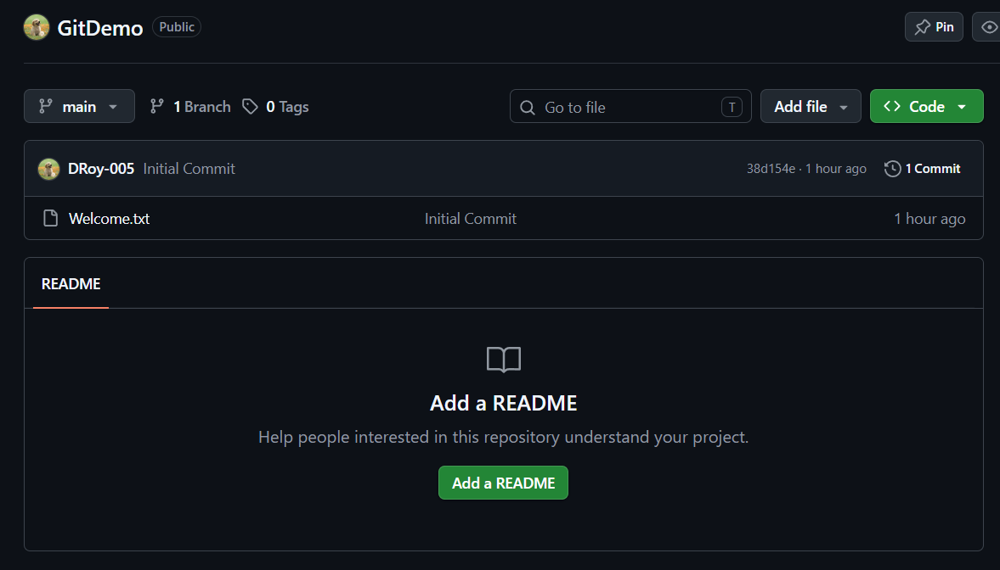 GitDemo Public Pin
main 1 Branch 0 Tags Go to file T Add file Code
DRoy-005 Initial Commit 38d154e · 1 hour ago 1 Commit
Welcome.txt Initial Commit 1 hour ago
README
Add a README
Help people interested in this repository understand your project.
Add a README